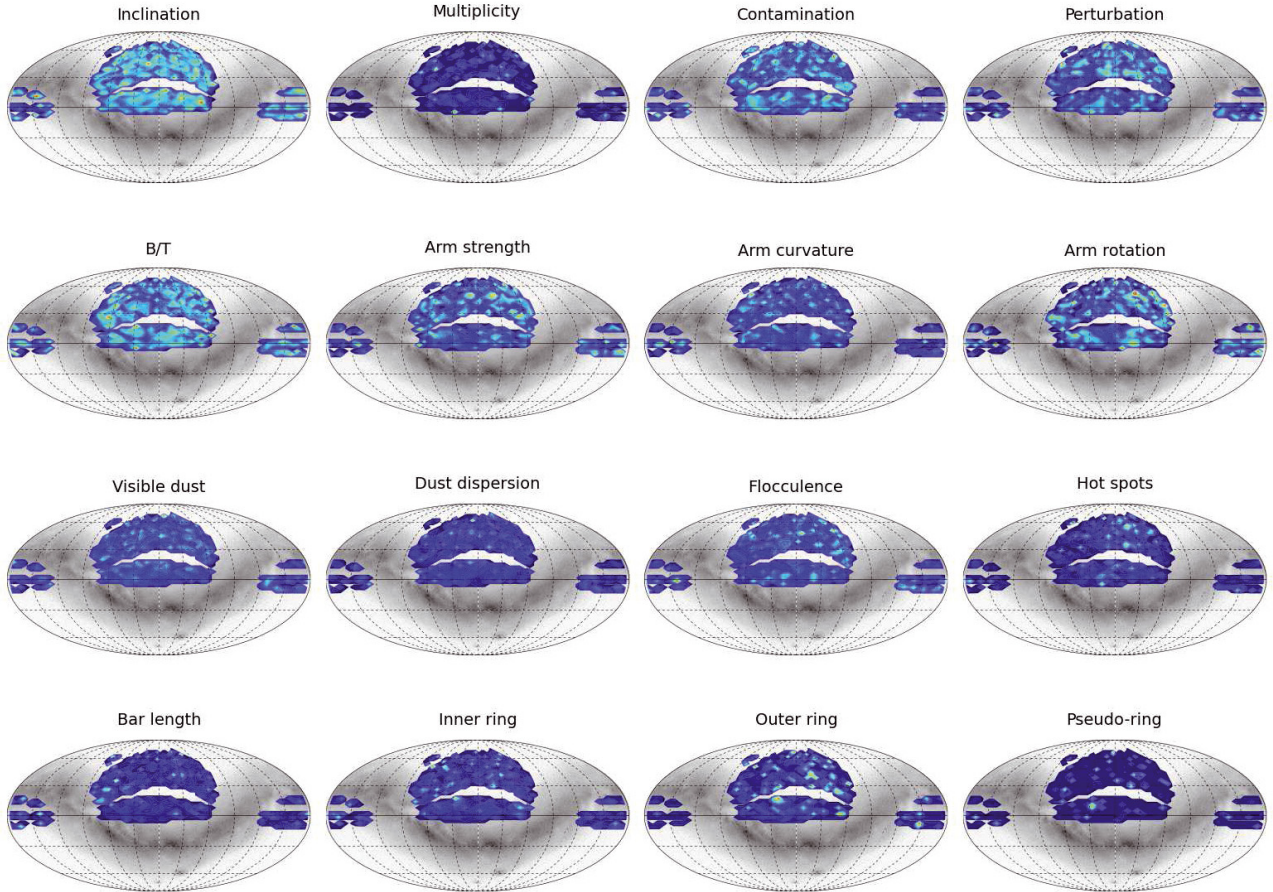 Inclination
Multiplicity
Contamination
Perturbation
B/T
Arm strength
Arm curvature
Arm rotation
Visible dust
Dust dispersion
Flocculence
Hot spots
Bar length
Inner ring
Outer ring
Pseudo-ring